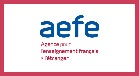 aefe
Agence pour
l'enseignement français
à l'étranger